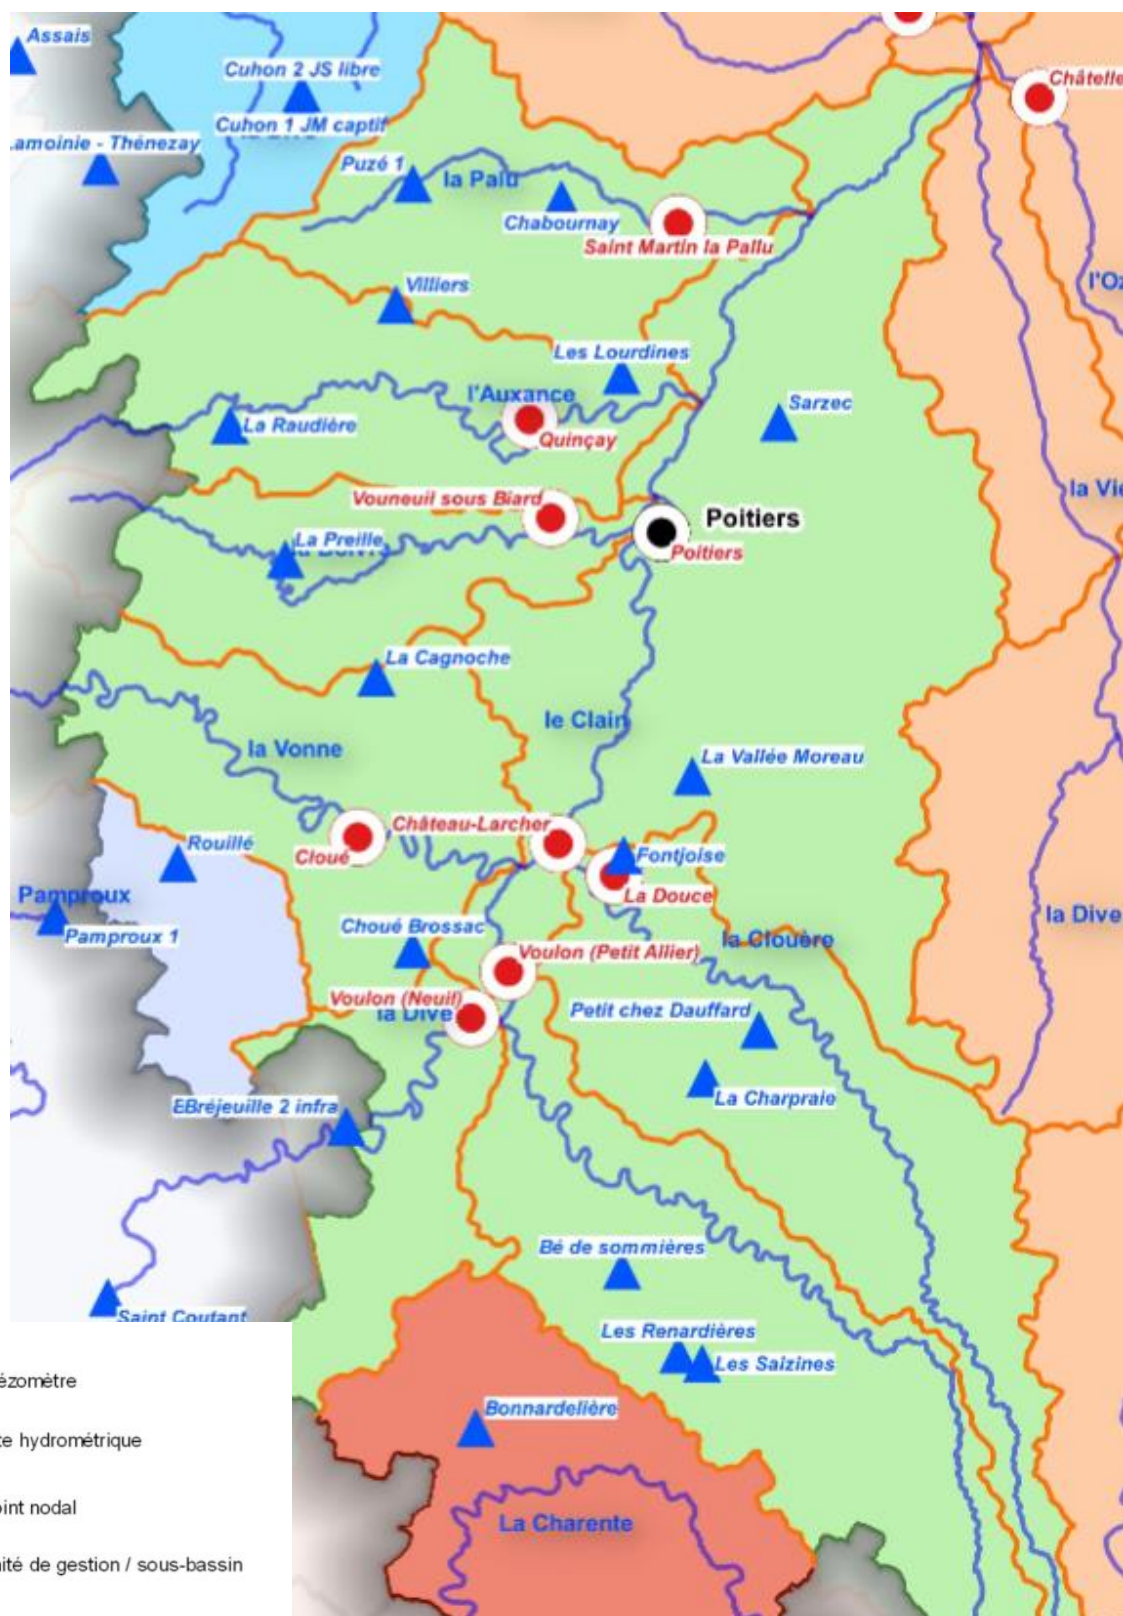 Assais
Cuhon 2 JS libre
Châtelle
Cuhon 1 JM captif
amoinie - Thénezay
Puzé 1
la Palu
Chabournay
Saint Martin la Pallu
l'Oz
Villiers
Les Lourdines
l'Auxance
La Raudière
Sarzec
Quinçay
la Vie
Vouneuil sous Biard
Poitiers
La Preille
Poitiers
La Cagnoche
le Clain
la Vonne
La Vallée Moreau
Château-Larcher
Rouillé
Cloué
Fontjoise
Pamproux
La Douce
la Dive
Choué Brossac
Pamproux 1
la Clouère
Voulon (Petit Allier)
Voulon (Neuil)
la Dive
Petit chez Dauffard
La Charpraie
EBréjeuille 2 infra
Bé de sommières
Saint Coutant
Les Renardières
Les Saizines
ézomètre
Bonnardelière
te hydrométrique
int nodal
La Charente
ité de gestion / sous-bassin